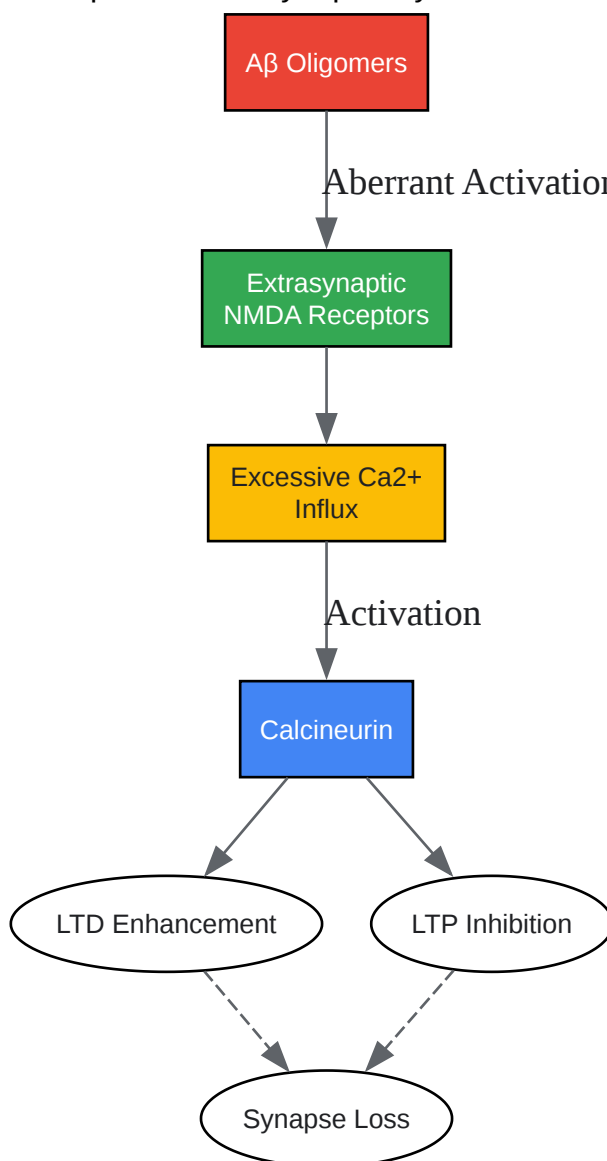 Aβ Oligomers
Aberrant Activation
Extrasynaptic
NMDA Receptors
Excessive Ca2+
Influx
Activation
Calcineurin
LTD Enhancement
LTP Inhibition
Synapse Loss